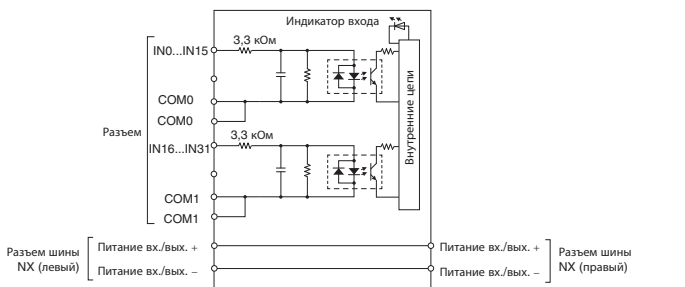 Индикатор входа
3,3 кОм
IN0...IN15
COM0
COM0
Разъем
Внутренние цепи
3,3 кОм
IN16...IN31
COM1
COM1
Разъем шины
NX (левый)
Питание вх./вых. +
Питание вх./вых. –
Питание вх./вых. +
Питание вх./вых. –
Разъем шины
NX (правый)